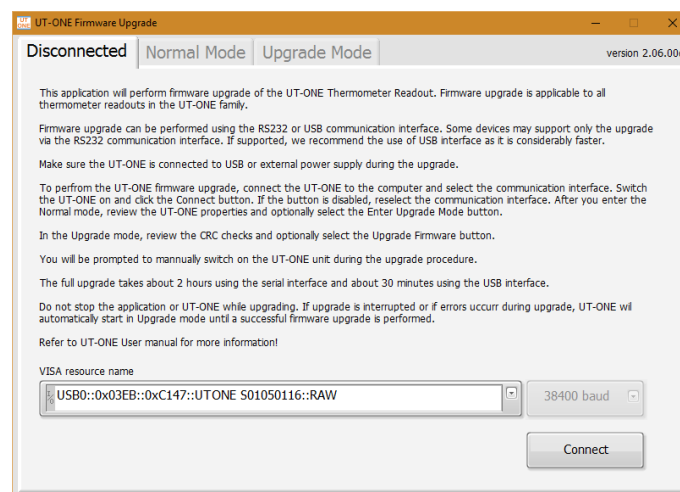 UT-ONE Firmware Upgrade
Disconnected Normal Mode Upgrade Mode version 2.06.00
This application will perform firmware upgrade of the UT-ONE Thermometer Readout. Firmware upgrade is applicable to all
thermometer readouts in the UT-ONE family.
Firmware upgrade can be performed using the RS232 or USB communication interface. Some devices may support only the upgrade
via the RS232 communication interface. If supported, we recommend the use of USB interface as it is considerably faster.
Make sure the UT-ONE is connected to USB or external power supply during the upgrade.
To perfrom the UT-ONE firmware upgrade, connect the UT-ONE to the computer and select the communication interface. Switch
the UT-ONE on and click the Connect button. If the button is disabled, reselect the communication interface. After you enter the
Normal mode, review the UT-ONE properties and optionally select the Enter Upgrade Mode button.
In the Upgrade mode, review the CRC checks and optionally select the Upgrade Firmware button.
You will be prompted to mannually switch on the UT-ONE unit during the upgrade procedure.
The full upgrade takes about 2 hours using the serial interface and about 30 minutes using the USB interface.
Do not stop the application or UT-ONE while upgrading. If upgrade is interrupted or if errors uccurr during upgrade, UT-ONE wil
automatically start in Upgrade mode until a successful firmware upgrade is performed.
Refer to UT-ONE User manual for more information!
VISA resource name
USB0::0x03EB::0xC147::UTONE S01050116::RAW 38400 baud
Connect